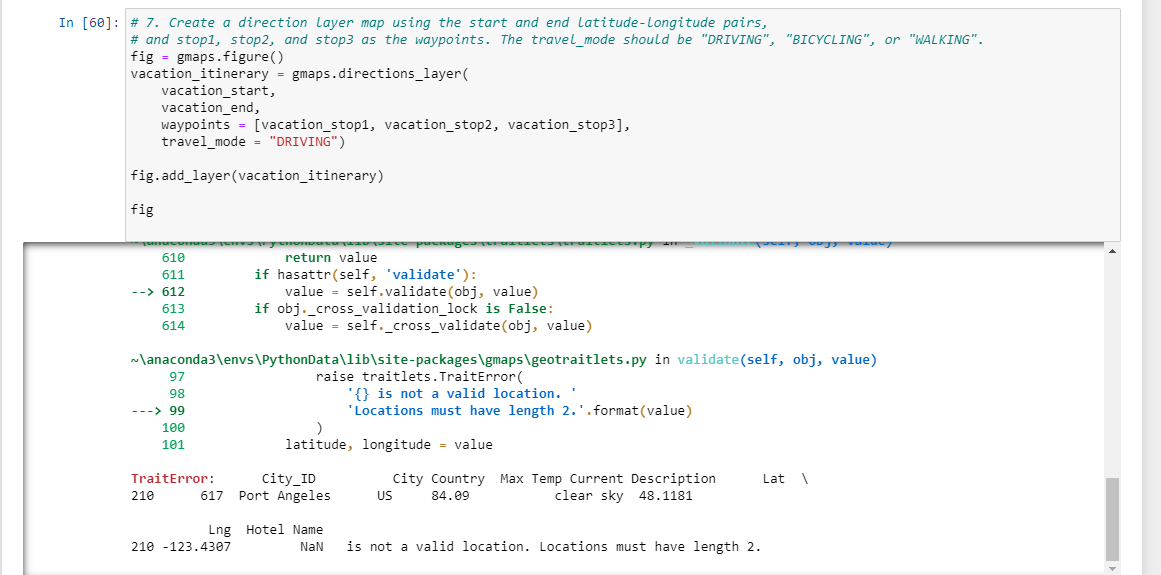 In [60]: # 7. Create a direction layer map using the start and end latitude-longitude pairs,
# and stop1, stop2, and stop3 as the waypoints. The travel_mode should be "DRIVING", "BICYCLING", or "WALKING".
fig = gmaps.figure()
vacation_itinerary = gmaps.directions_layer(
    vacation_start,
    vacation_end,
    waypoints = [vacation_stop1, vacation_stop2, vacation_stop3],
    travel_mode = "DRIVING")
fig.add_layer(vacation_itinerary)
fig
610             return value
611         if hasattr(self, 'validate'):
--> 612             value = self.validate(obj, value)
613         if obj._cross_validation_lock is False:
614             value = self._cross_validate(obj, value)
~\anaconda3\envs\PythonData\lib\site-packages\gmaps\geotraitlets.py in validate(self, obj, value)
97                 raise traitlets.TraitError(
98                     '{} is not a valid location. '
---> 99                     'Locations must have length 2.'.format(value)
100                 )
101             latitude, longitude = value
TraitError:      City_ID          City Country  Max Temp Current Description      Lat  \
210      617  Port Angeles      US     84.09           clear sky  48.1181
          Lng  Hotel Name
210 -123.4307         NaN   is not a valid location. Locations must have length 2.